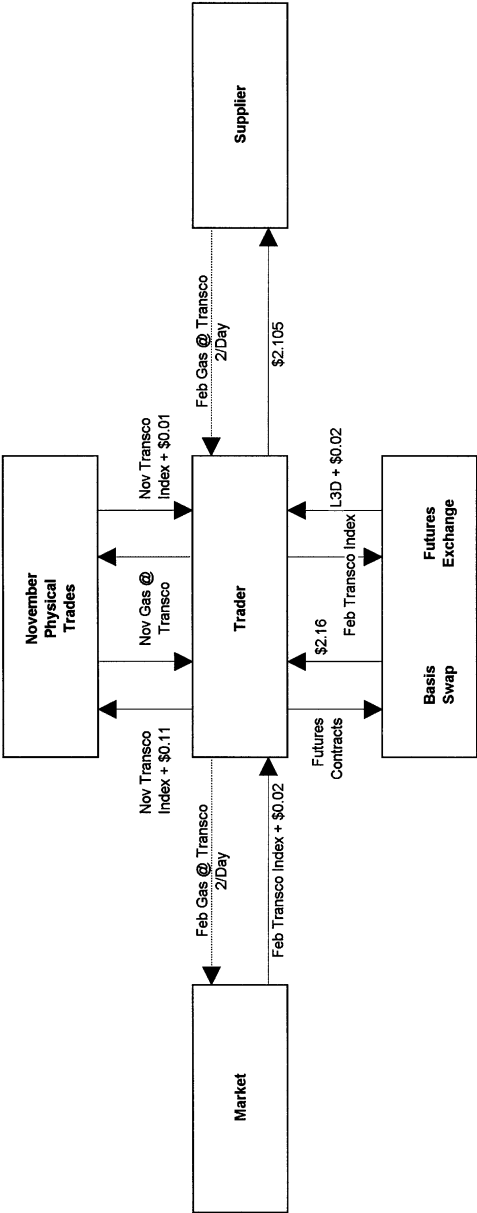 November
Physical
Trades
Nov Transco
Index + $0.11
Nov Gas @
Transco
Nov Transco
Index + $0.01
Market
Feb Gas @ Transco
2/Day
Feb Transco Index + $0.02
Trader
Feb Gas @ Transco
2/Day
$2.105
Supplier
Futures
Contracts
$2.16
Feb Transco Index
L3D + $0.02
Basis
Swap
Futures
Exchange